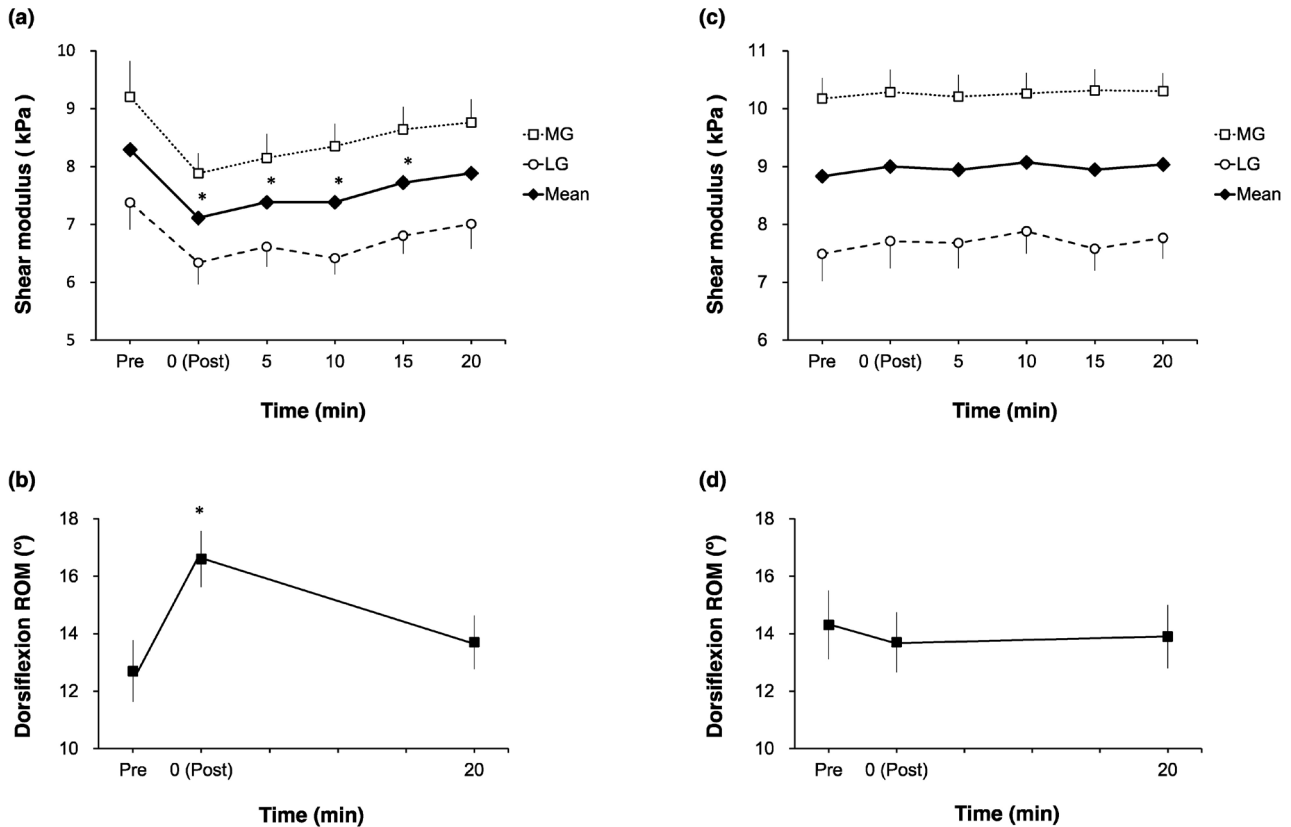 (a)
Shear modulus ( kPa )
10
9
8
7
6
5
* * * *
Pre 0 (Post) 5 10 15 20
Time (min)
MG
LG
Mean
(c)
Shear modulus ( kPa )
11
10
9
8
7
6
Pre 0 (Post) 5 10 15 20
Time (min)
MG
LG
Mean
(b)
Dorsiflexion ROM (°)
18
16
14
12
10
*
Pre 0 (Post) 20
Time (min)
(d)
Dorsiflexion ROM (°)
18
16
14
12
10
Pre 0 (Post) 20
Time (min)